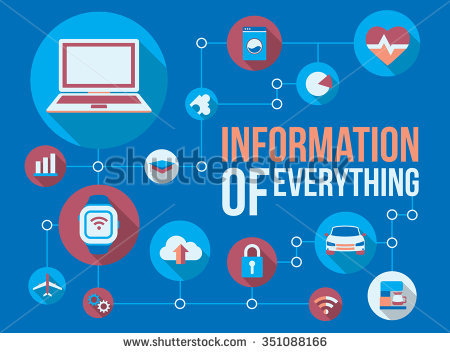 INFORMATION
OF EVERYTHING
shutterstock
www.shutterstock.com · 351088166